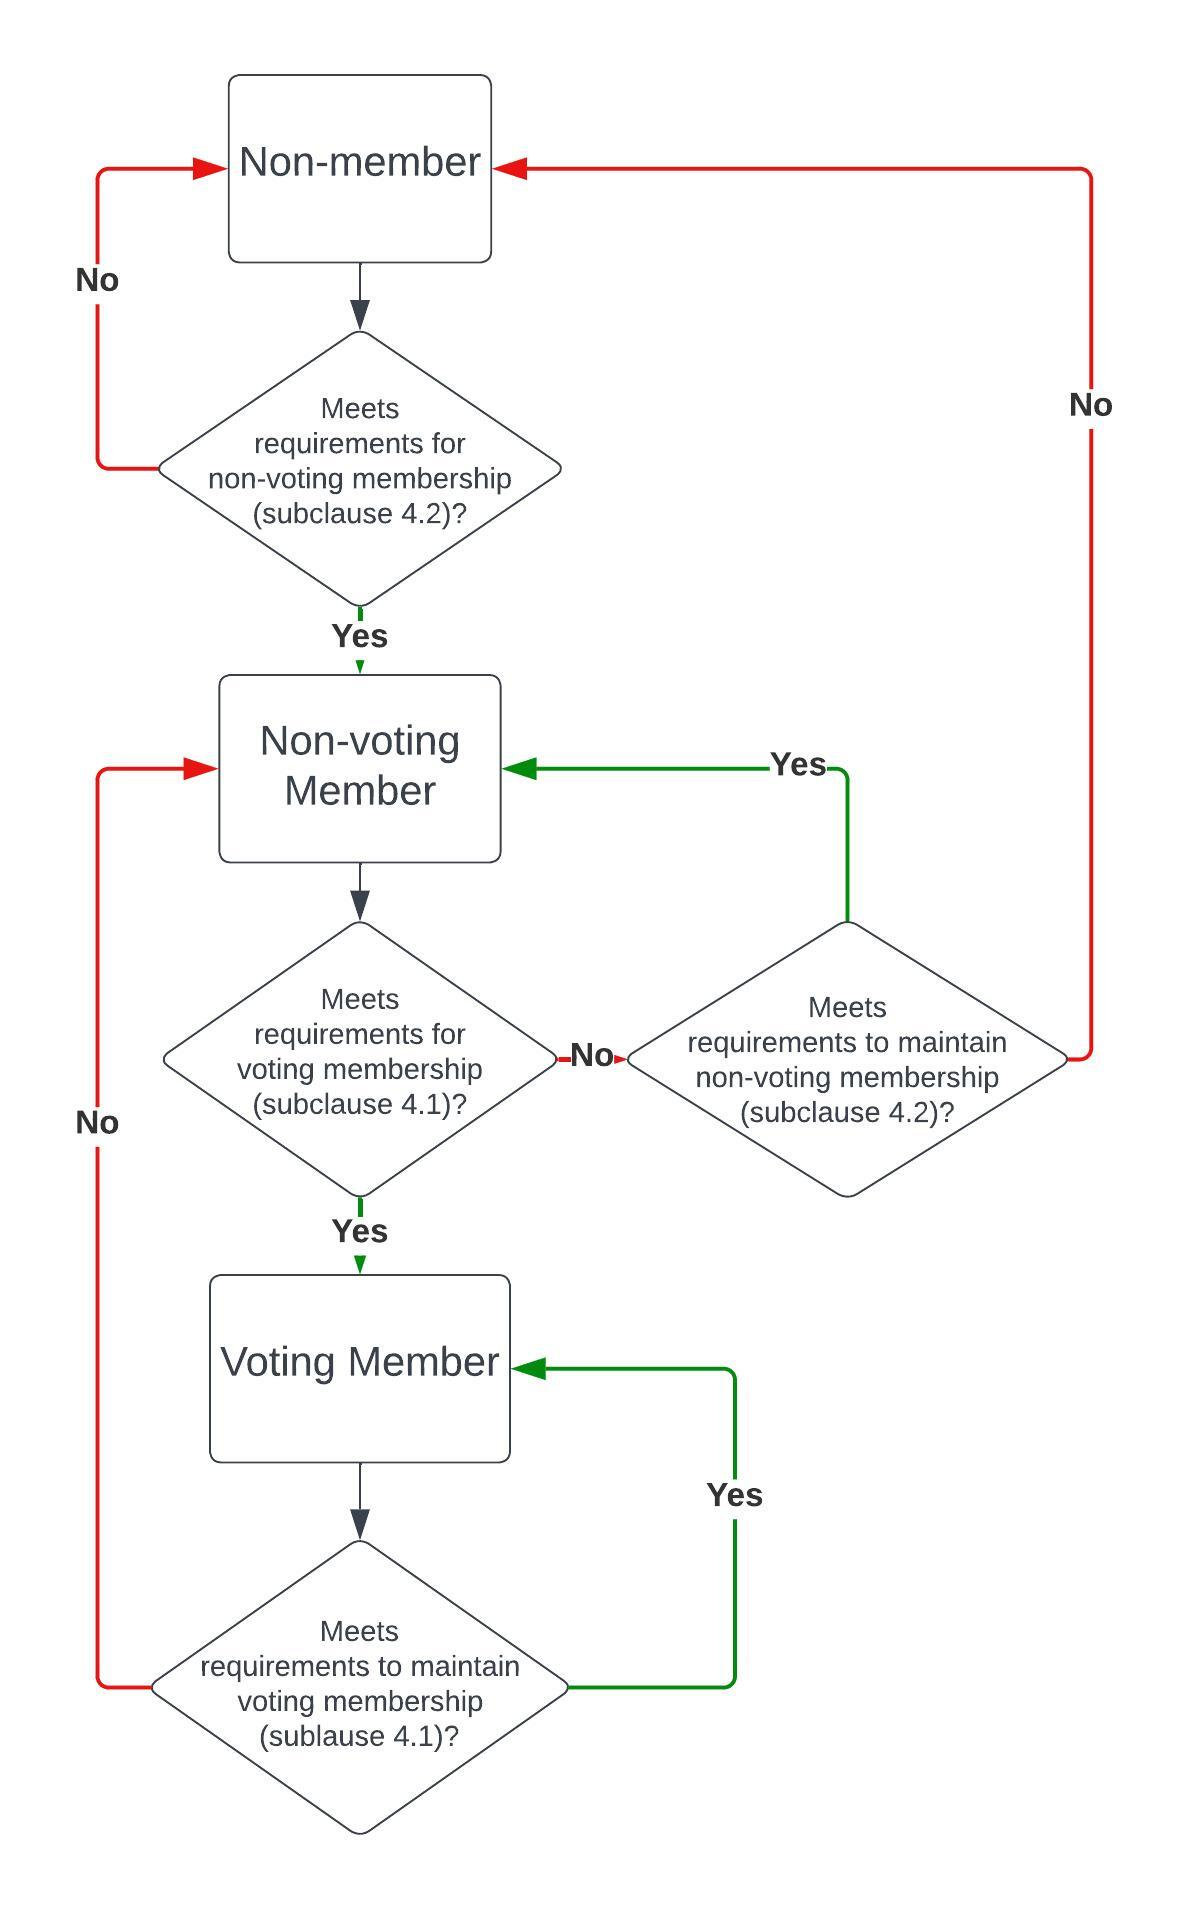 Non-member
No
No
Meets
requirements for
non-voting membership
(subclause 4.2)?
Yes
Non-voting
Member
Yes
Meets
requirements for
voting membership
(subclause 4.1)?
No
Meets
requirements to maintain
non-voting membership
(subclause 4.2)?
No
Yes
Voting Member
Yes
Meets
requirements to maintain
voting membership
(sublause 4.1)?